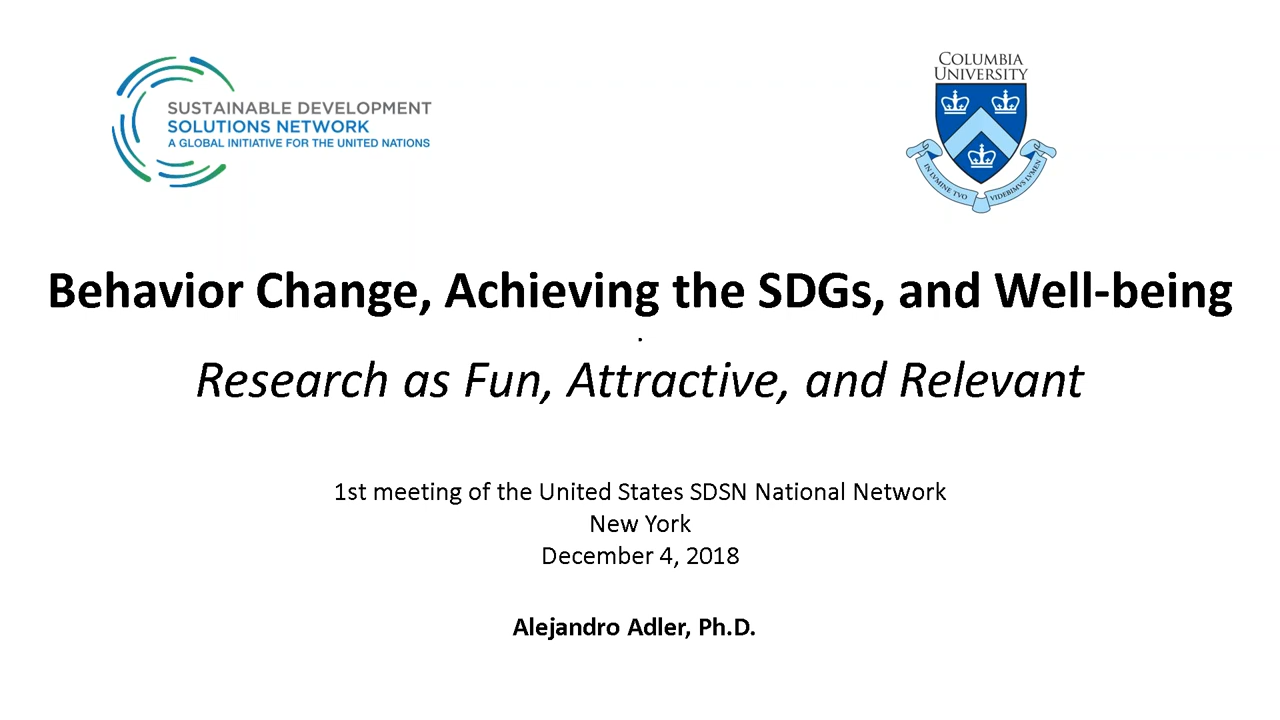 SUSTAINABLE DEVELOPMENT
SOLUTIONS NETWORK
A GLOBAL INITIATIVE FOR THE UNITED NATIONS
COLUMBIA
UNIVERSITY
IN LVMINE TVO
VIDEBIMVS LVMEN
Behavior Change, Achieving the SDGs, and Well-being
.
Research as Fun, Attractive, and Relevant
1st meeting of the United States SDSN National Network
New York
December 4, 2018
Alejandro Adler, Ph.D.